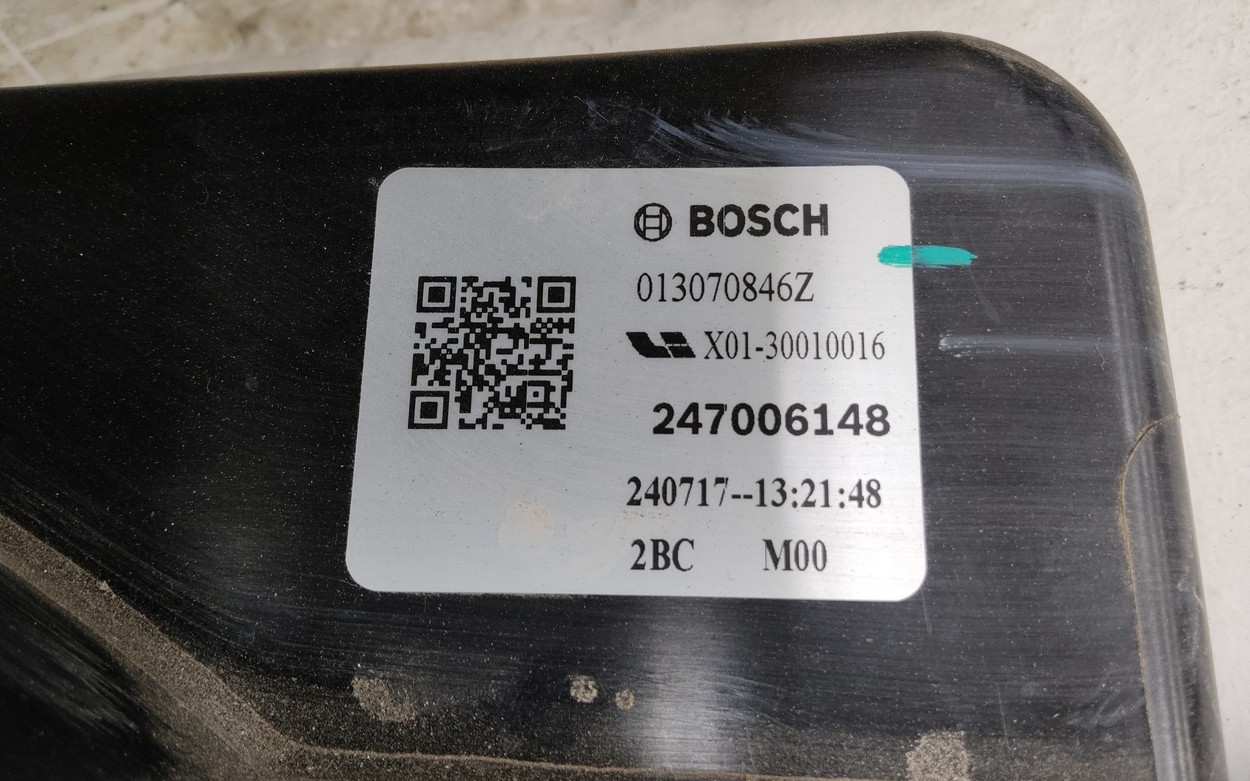 BOSCH
013070846Z
X01-30010016
247006148
240717--13:21:48
2BC M00